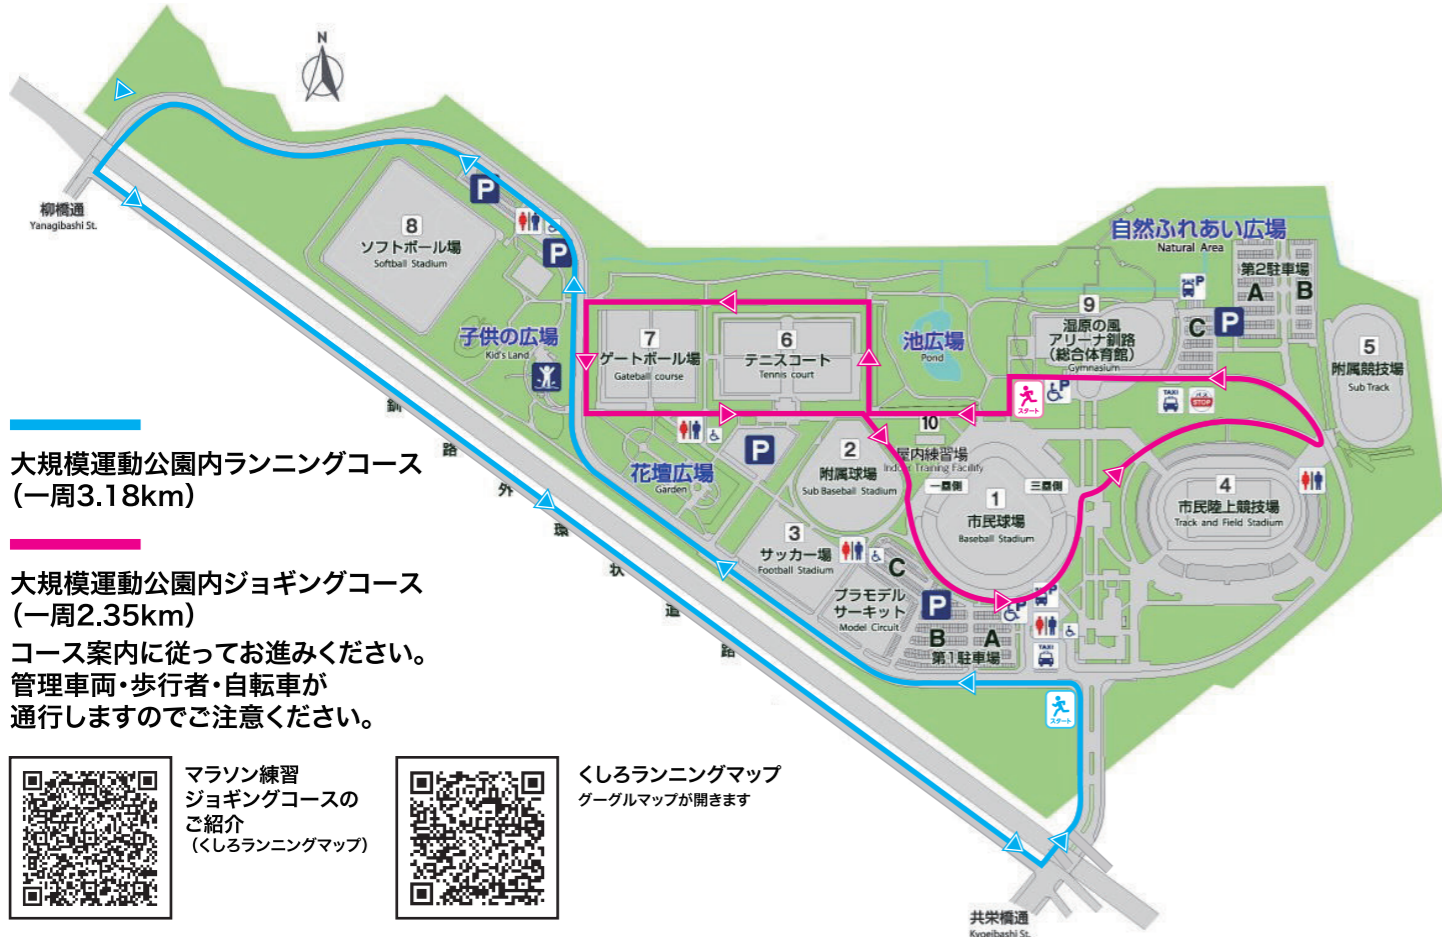 N
柳橋通
Yanagibashi St.
P
8
ソフトボール場
Softball Stadium
P
子供の広場
Kid's Land
7
ゲートボール場
Gateball course
6
テニスコート
Tennis court
池広場
Pond
自然ふれあい広場
Natural Area
第2駐車場
A
B
C
P
P
9
湿原の風
アリーナ釧路
(総合体育館)
Gymnasium
5
附属競技場
Sub Track
スタート
P
TAXI
バス
STOP
10
屋内練習場
Indoor Training Facility
2
附属球場
Sub Baseball Stadium
P
花壇広場
Garden
一塁側
三塁側
1
市民球場
Baseball Stadium
4
市民陸上競技場
Track and Field Stadium
3
サッカー場
Football Stadium
C
プラモデル
サーキット
Model Circuit
P
B
A
第1駐車場
P
P
TAXI
スタート
釧路外環状道路
共栄橋通
Kyoeibashi St.
大規模運動公園内ランニングコース
(一周3.18km)
大規模運動公園内ジョギングコース
(一周2.35km)
コース案内に従ってお進みください。
管理車両・歩行者・自転車が
通行しますのでご注意ください。
マラソン練習
ジョギングコースの
ご紹介
(くしろランニングマップ)
くしろランニングマップ
グーグルマップが開きます